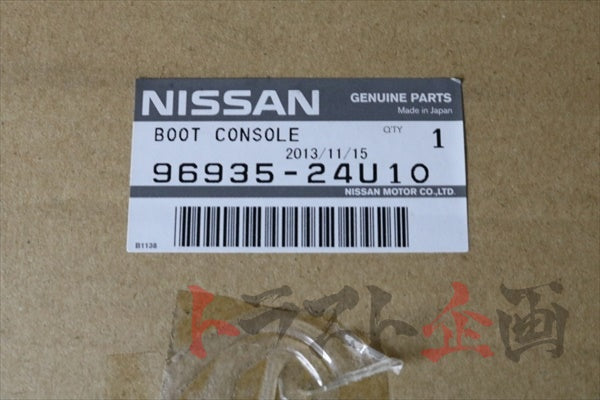 NISSAN
GENUINE PARTS
Made in Japan
BOOT CONSOLE
QTY 1
2013/11/15
96935-24U10
NISSAN MOTOR CO.,LTD.
B1138
トラスト企画